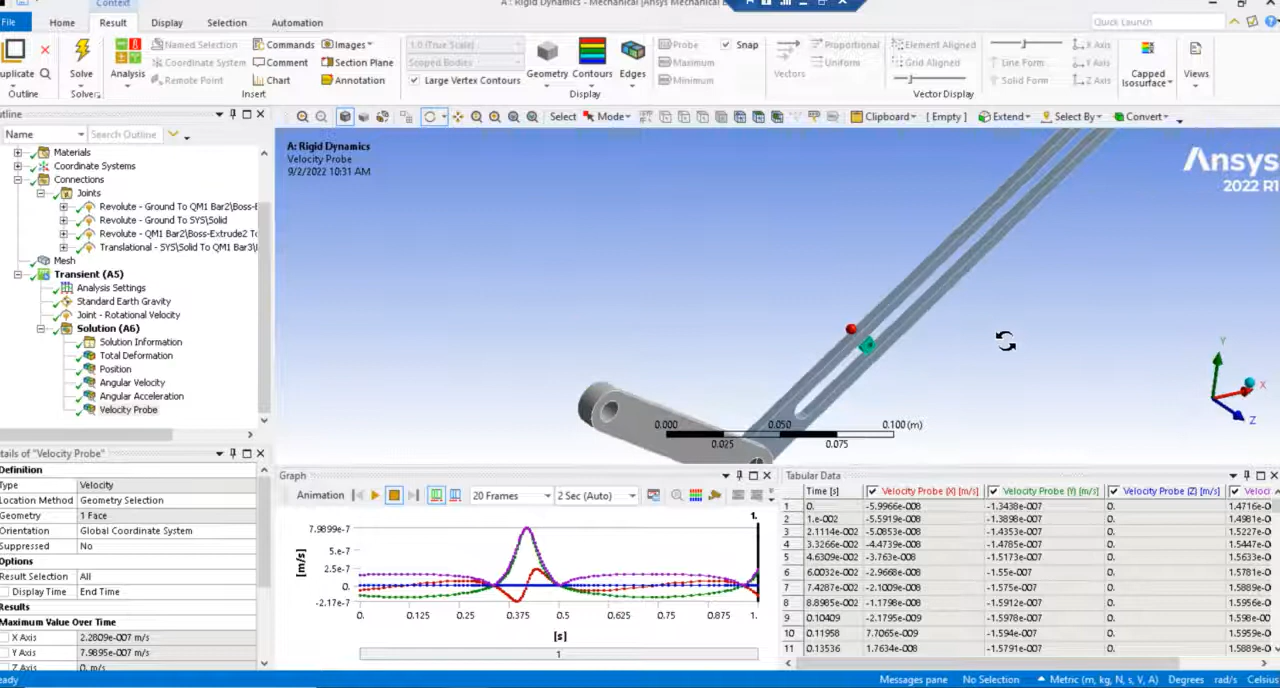 A : Rigid Dynamics - Mechanical [Ansys Mechanical
Context
File Home Result Display Selection Automation Quick Launch
uplicate Solve Analysis Named Selection Commands Images Coordinate System Comment Section Plane Remote Point Chart Annotation
1.0 (True Scale) Scoped Bodies Large Vertex Contours Geometry Contours Edges Probe Snap Maximum Minimum
Vectors Proportional Uniform Element Aligned Grid Aligned Line Form Solid Form X Axis Y Axis Z Axis Capped Isosurface Views
Outline Solver Insert Display Vector Display
utline
Name Search Outline
Select Mode Clipboard [ Empty ] Extend Select By Convert
Materials
Coordinate Systems
Connections
Joints
Revolute - Ground To QM1 Bar2\Boss-E
Revolute - Ground To SYS\Solid
Revolute - QM1 Bar2\Boss-Extrude2 To
Translational - SYS\Solid To QM1 Bar3\
Mesh
Transient (A5)
Analysis Settings
Standard Earth Gravity
Joint - Rotational Velocity
Solution (A6)
Solution Information
Total Deformation
Position
Angular Velocity
Angular Acceleration
Velocity Probe
A: Rigid Dynamics
Velocity Probe
9/2/2022 10:31 AM
Ansys
2022 R1
Y
X
Z
0.000 0.050 0.100 (m)
0.025 0.075
etails of "Velocity Probe"
Definition
Type Velocity
Location Method Geometry Selection
Geometry 1 Face
Orientation Global Coordinate System
Suppressed No
Options
Result Selection All
Display Time End Time
Results
Maximum Value Over Time
X Axis 2.2809e-007 m/s
Y Axis 7.9895e-007 m/s
Z Axis 0. m/s
Graph
Animation 20 Frames 2 Sec (Auto)
1.
7.9899e-7
5.e-7
2.5e-7
0.
-2.17e-7
[m/s]
0. 0.125 0.25 0.375 0.5 0.625 0.75 0.875 1.
[s]
1
Tabular Data
Time [s] Velocity Probe (X) [m/s] Velocity Probe (Y) [m/s] Velocity Probe (Z) [m/s] Veloci
1 0. -5.9966e-008 -1.3438e-007 0. 1.4716e-0
2 1.e-002 -5.5919e-008 -1.3898e-007 0. 1.4981e-0
3 2.1114e-002 -5.0853e-008 -1.4353e-007 0. 1.5227e-0
4 3.3266e-002 -4.4739e-008 -1.4785e-007 0. 1.5447e-0
5 4.6309e-002 -3.763e-008 -1.5173e-007 0. 1.5633e-0
6 6.0032e-002 -2.9668e-008 -1.55e-007 0. 1.5781e-0
7 7.4287e-002 -2.1009e-008 -1.575e-007 0. 1.5889e-0
8 8.8985e-002 -1.1798e-008 -1.5912e-007 0. 1.5956e-0
9 0.10409 -2.1795e-009 -1.5978e-007 0. 1.598e-00
10 0.11958 7.7065e-009 -1.594e-007 0. 1.5959e-0
11 0.13536 1.7634e-008 -1.5791e-007 0. 1.5889e-0
eady Messages pane No Selection Metric (m, kg, N, s, V, A) Degrees rad/s Celsius